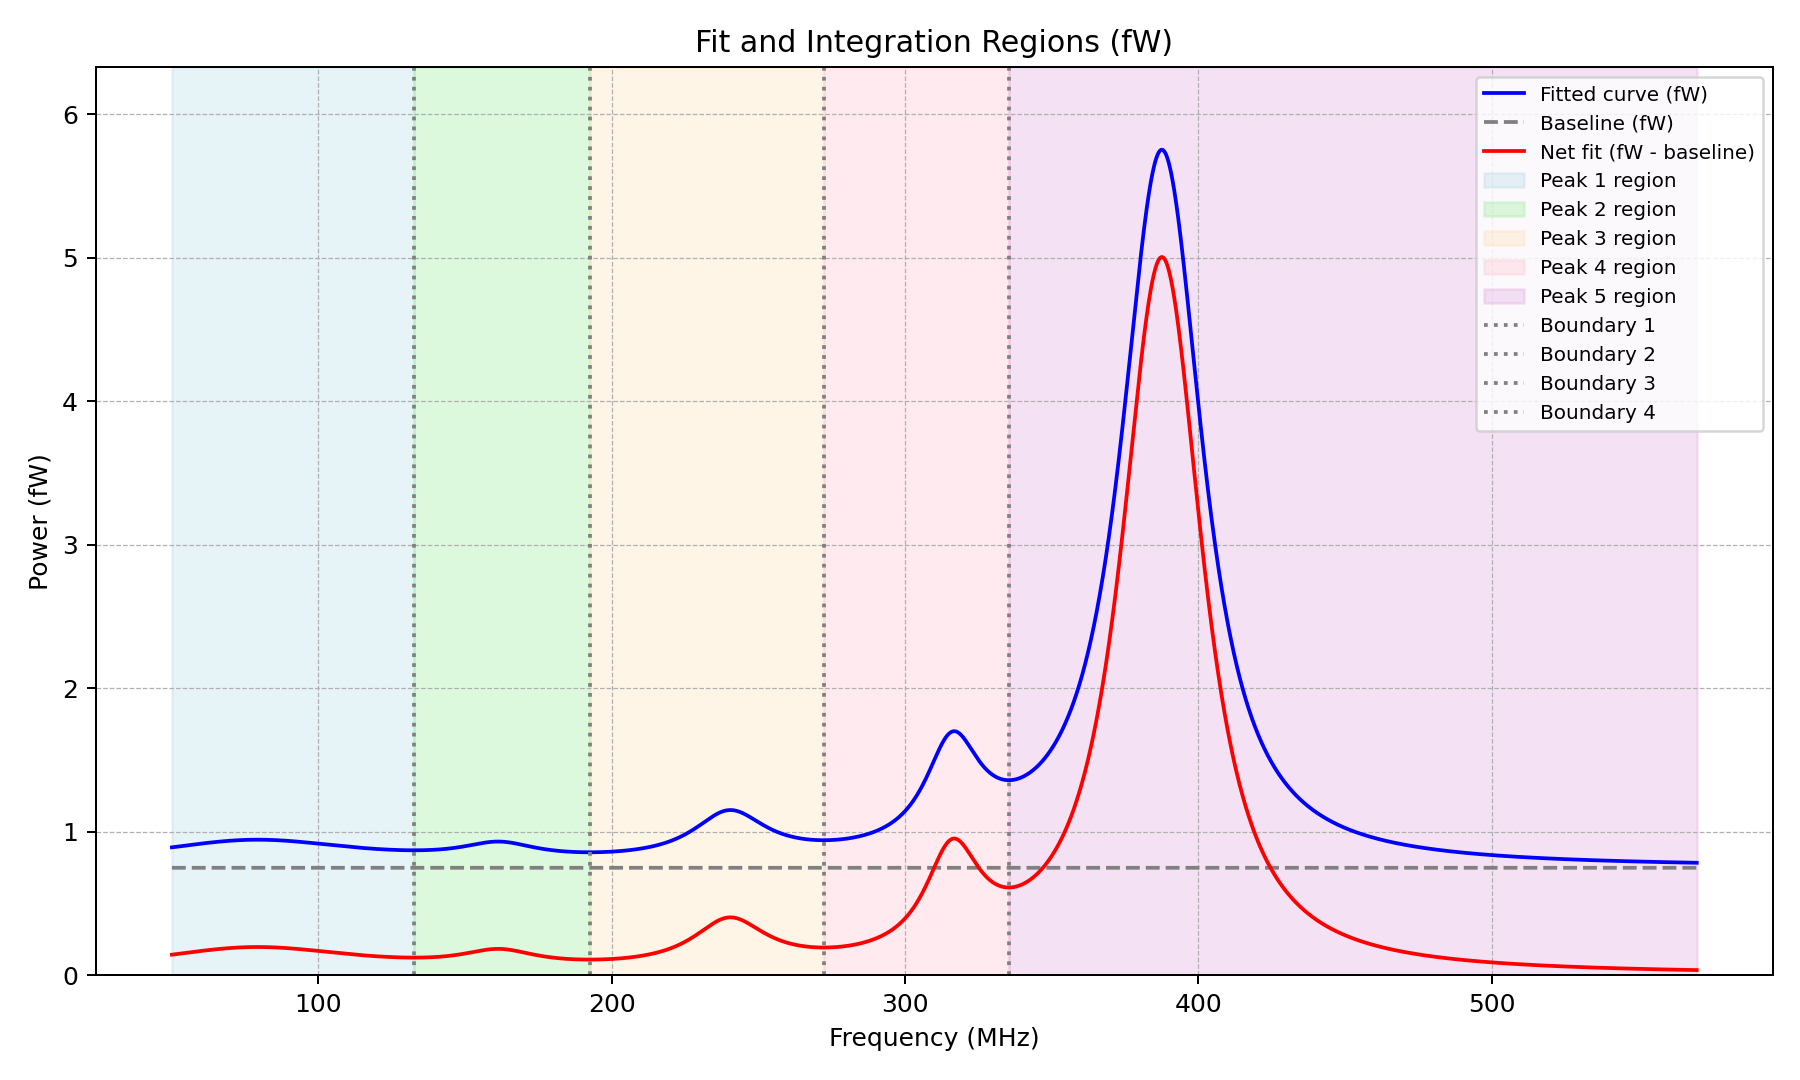 Fit and Integration Regions (fW)
Fitted curve (fW)
Baseline (fW)
Net fit (fW - baseline)
Peak 1 region
Peak 2 region
Peak 3 region
Peak 4 region
Peak 5 region
Boundary 1
Boundary 2
Boundary 3
Boundary 4
Power (fW)
6
5
4
3
2
1
0
100 200 300 400 500
Frequency (MHz)